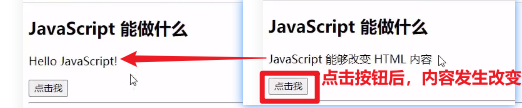 JavaScript 能做什么
Hello JavaScript!
点击我
JavaScript 能做什么
JavaScript 能够改变 HTML 内容
点击我
点击按钮后，内容发生改变